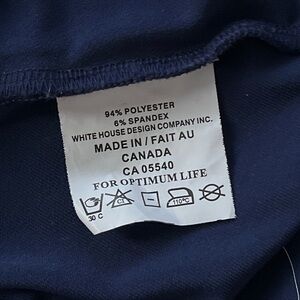 94% POLYESTER
6% SPANDEX
WHITE HOUSE DESIGN COMPANY INC.
MADE IN / FAIT AU
CANADA
CA 05540
FOR OPTIMUM LIFE
30 C
CL
110°C